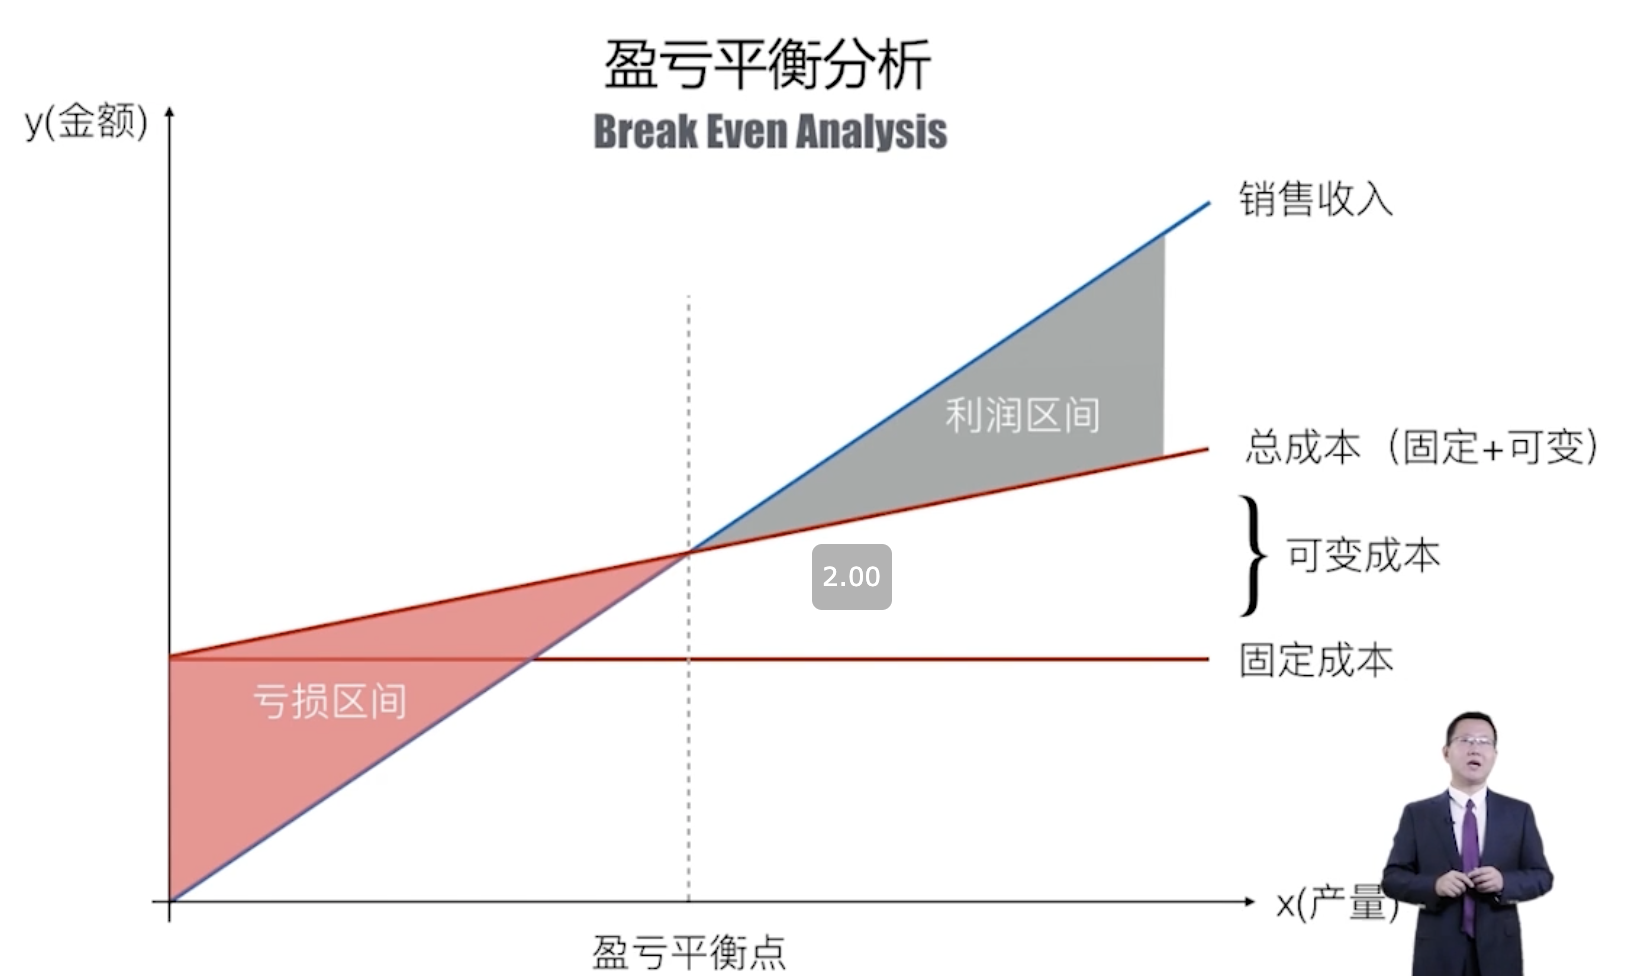 盈亏平衡分析
Break Even Analysis
y(金额)
销售收入
利润区间
总成本（固定+可变）
2.00
可变成本
固定成本
亏损区间
x(产量)
盈亏平衡点